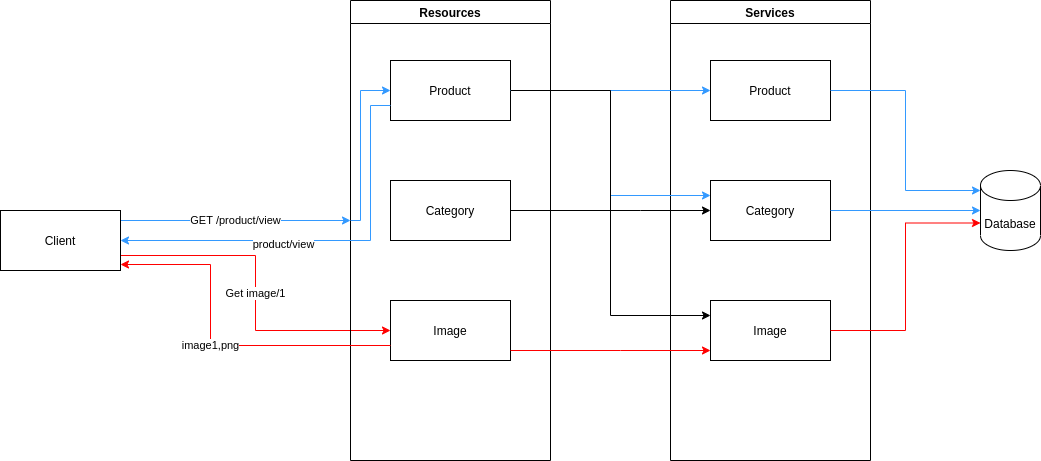 Resources
Services
Product
Product
Category
Category
GET /product/view
Client
Database
product/view
Get image/1
Image
Image
image1,png